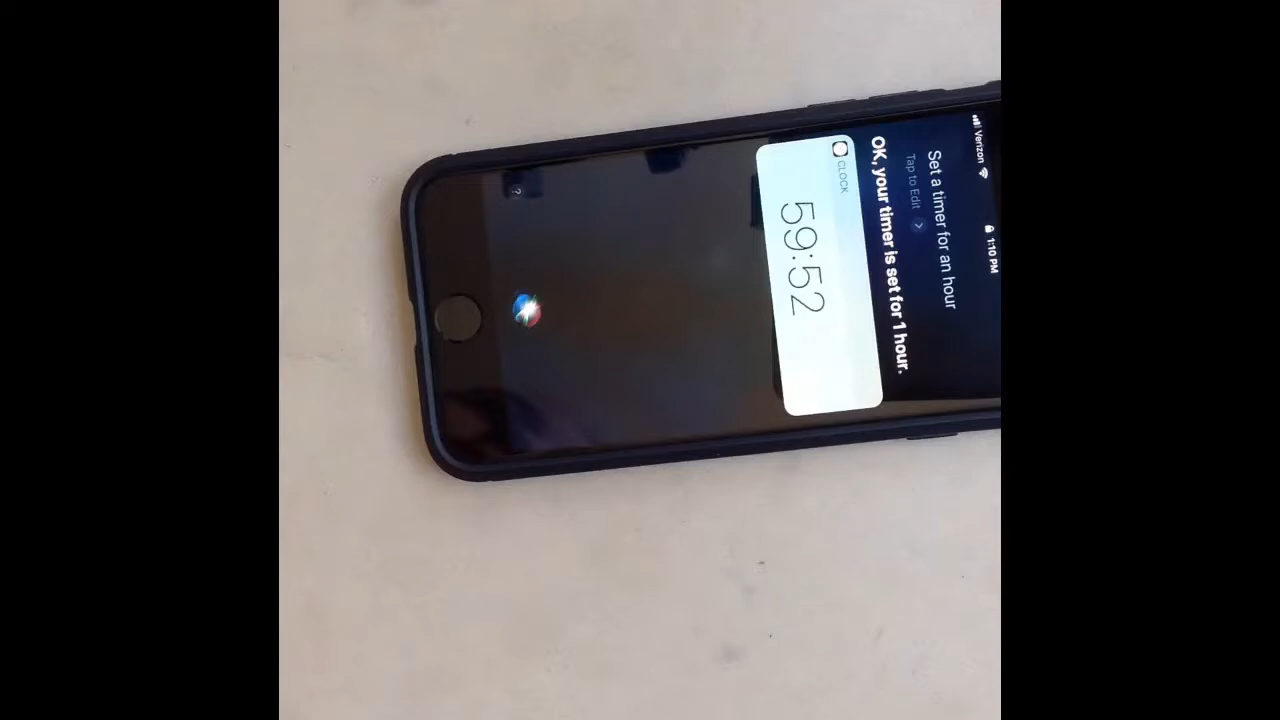 Verizon 1:10 PM
Set a timer for an hour
Tap to Edit
OK, your timer is set for 1 hour.
CLOCK
59:52
?